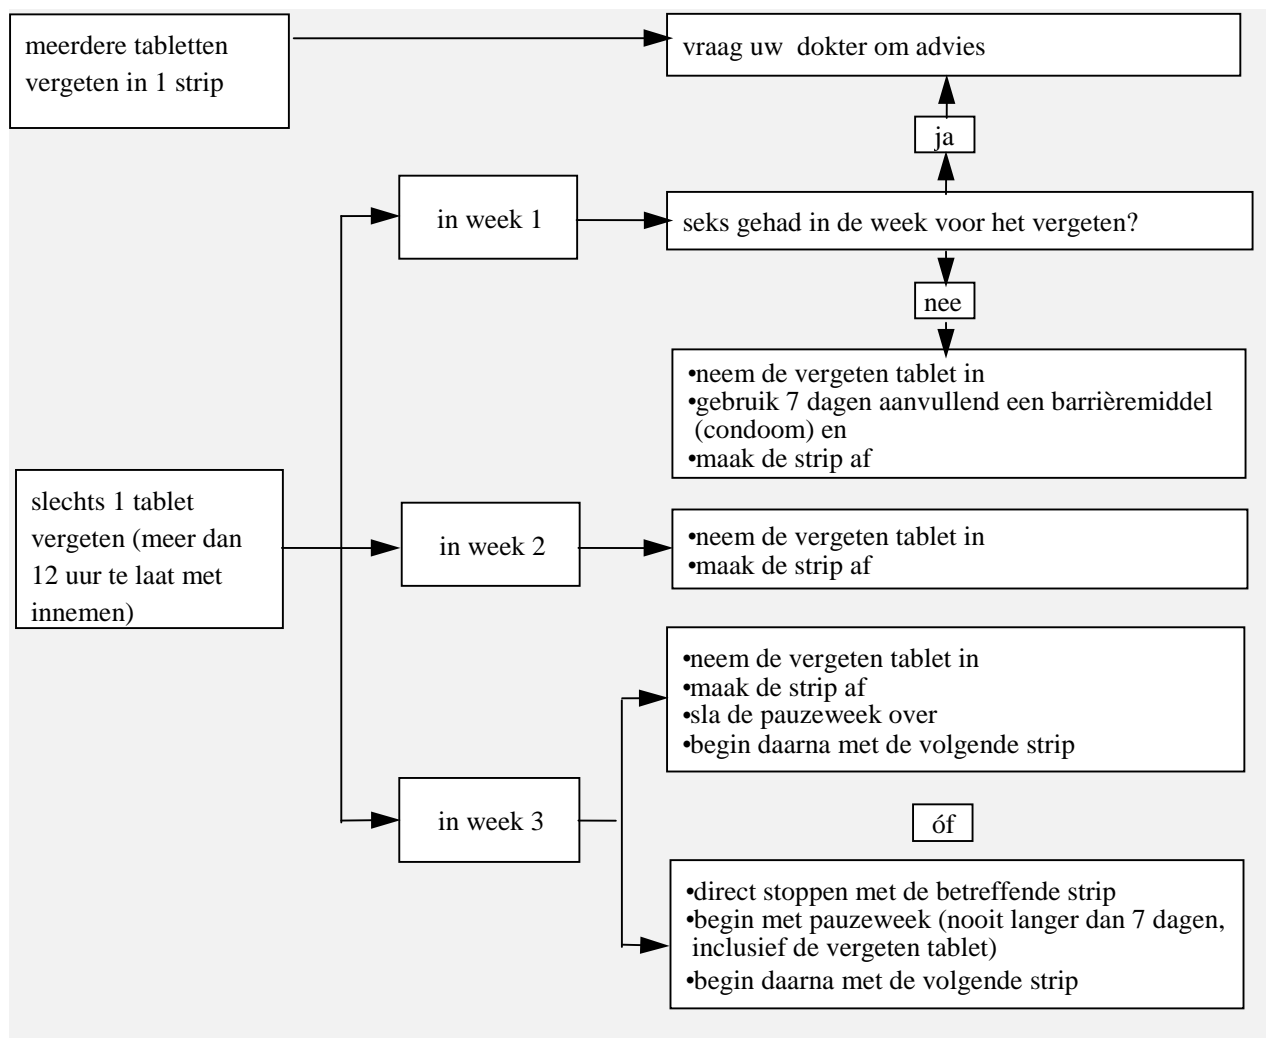 meerdere tabletten
vergeten in 1 strip
vraag uw dokter om advies
ja
in week 1
seks gehad in de week voor het vergeten?
nee
•neem de vergeten tablet in
•gebruik 7 dagen aanvullend een barrièremiddel
(condoom) en
•maak de strip af
slechts 1 tablet
vergeten (meer dan
12 uur te laat met
innemen)
in week 2
•neem de vergeten tablet in
•maak de strip af
•neem de vergeten tablet in
•maak de strip af
•sla de pauzeweek over
•begin daarna met de volgende strip
in week 3
óf
•direct stoppen met de betreffende strip
•begin met pauzeweek (nooit langer dan 7 dagen,
inclusief de vergeten tablet)
•begin daarna met de volgende strip